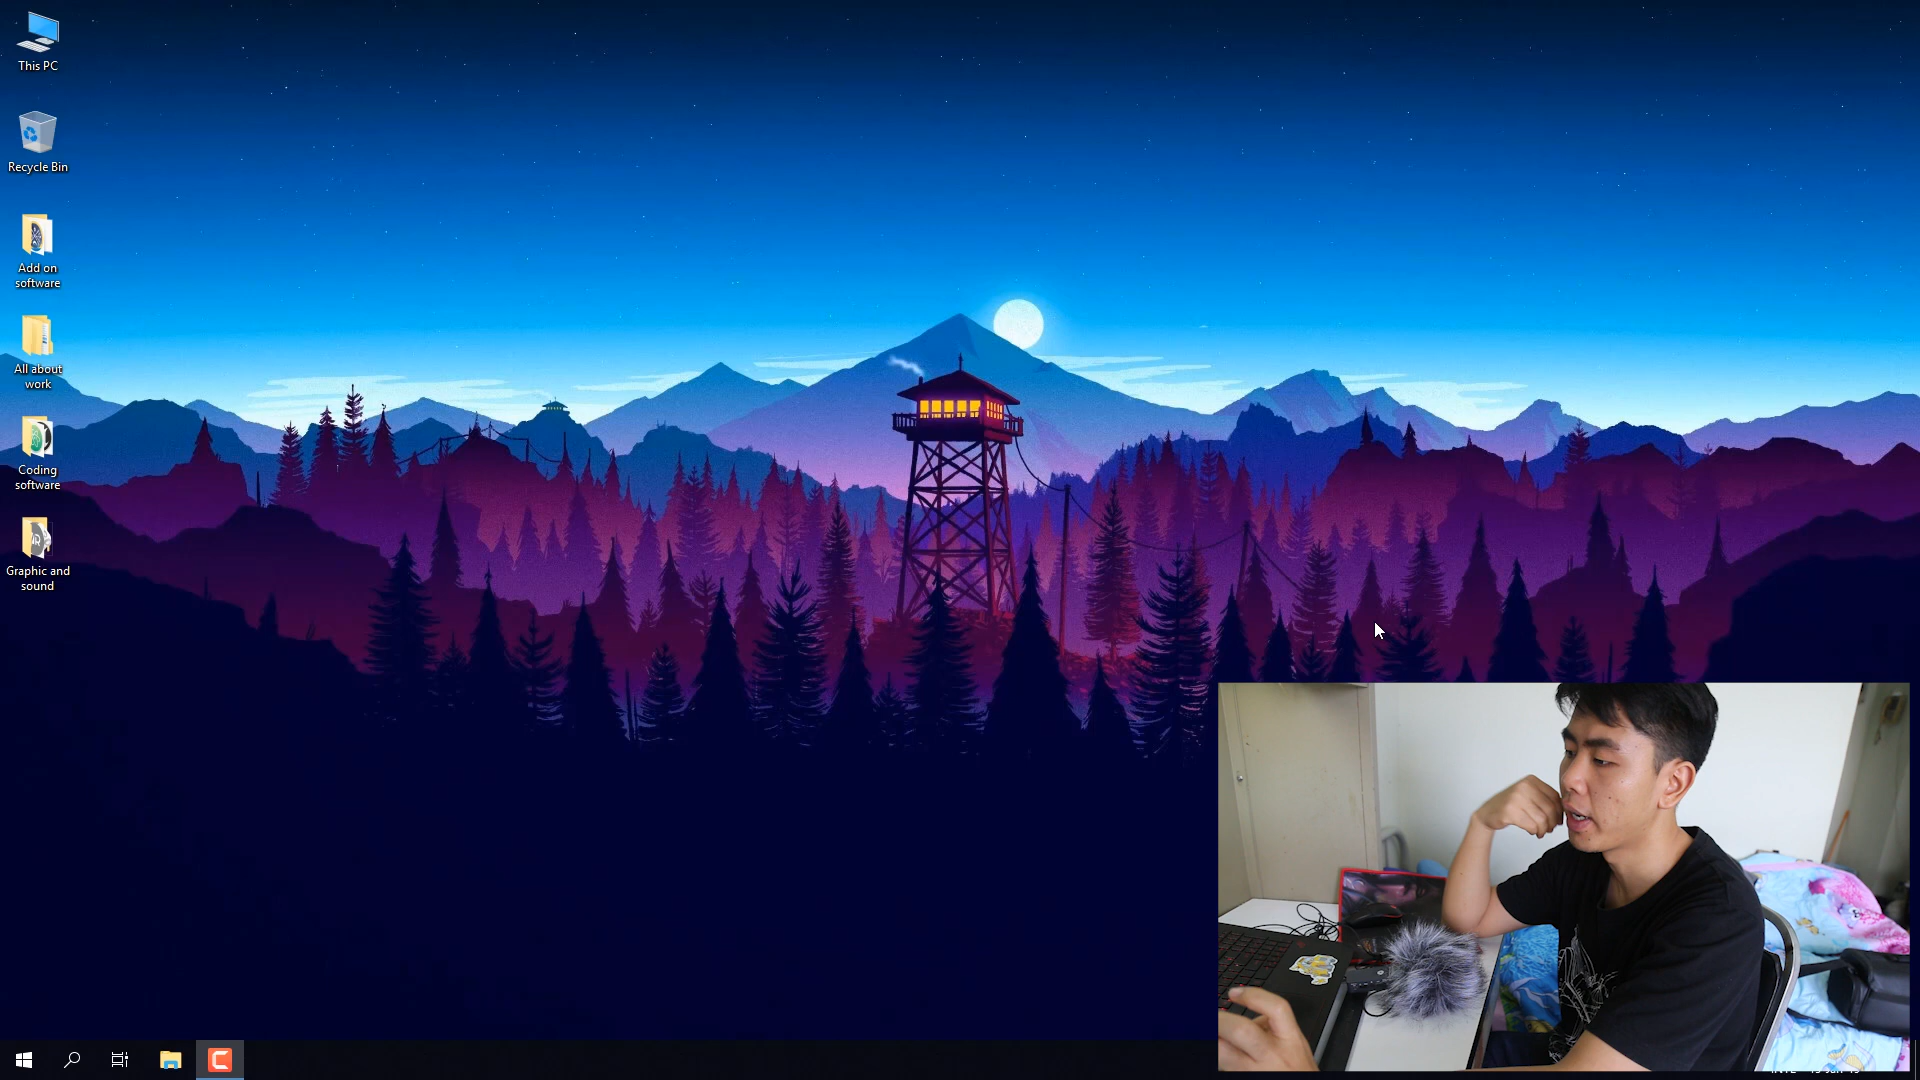 This PC
Recycle Bin
Add on
software
All about
work
Coding
software
Graphic and
sound